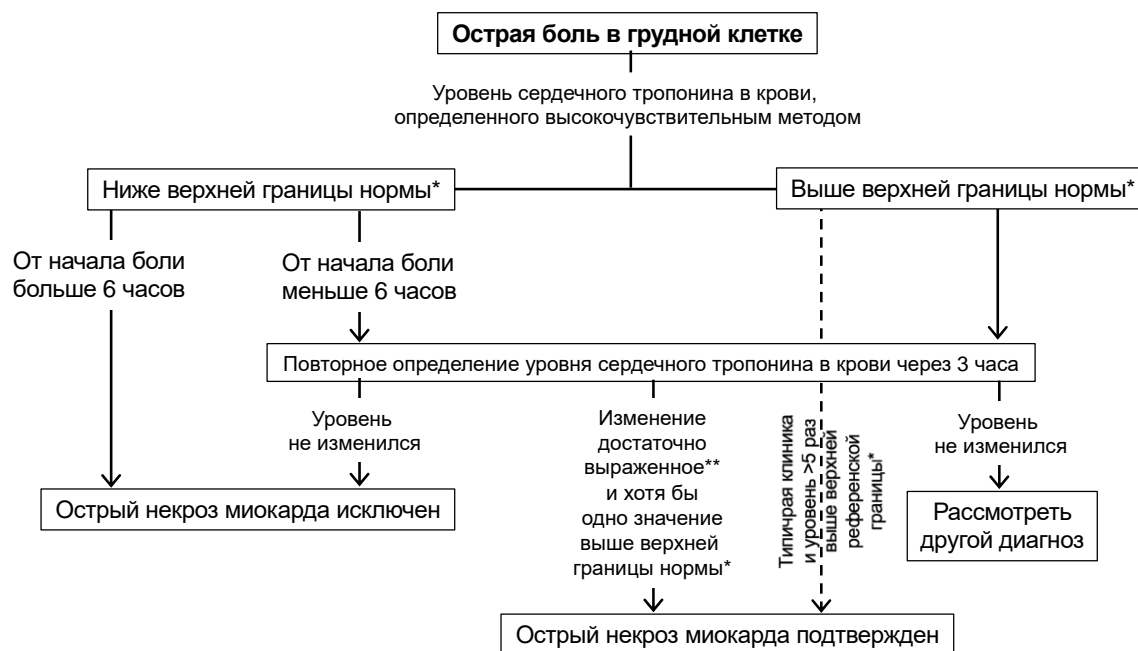 Острая боль в грудной клетке
Уровень сердечного тропонина в крови,
определенного высокочувствительным методом
Ниже верхней границы нормы*
Выше верхней границы нормы*
От начала боли
больше 6 часов
От начала боли
меньше 6 часов
Повторное определение уровня сердечного тропонина в крови через 3 часа
Уровень
не изменился
Изменение
достаточно
выраженное**
и хотя бы
одно значение
выше верхней
границы нормы*
Типичрая клиника
и уровень >5 раз
выше верхней
референской
границы*
Уровень
не изменился
Острый некроз миокарда исключен
Рассмотреть
другой диагноз
Острый некроз миокарда подтвержден